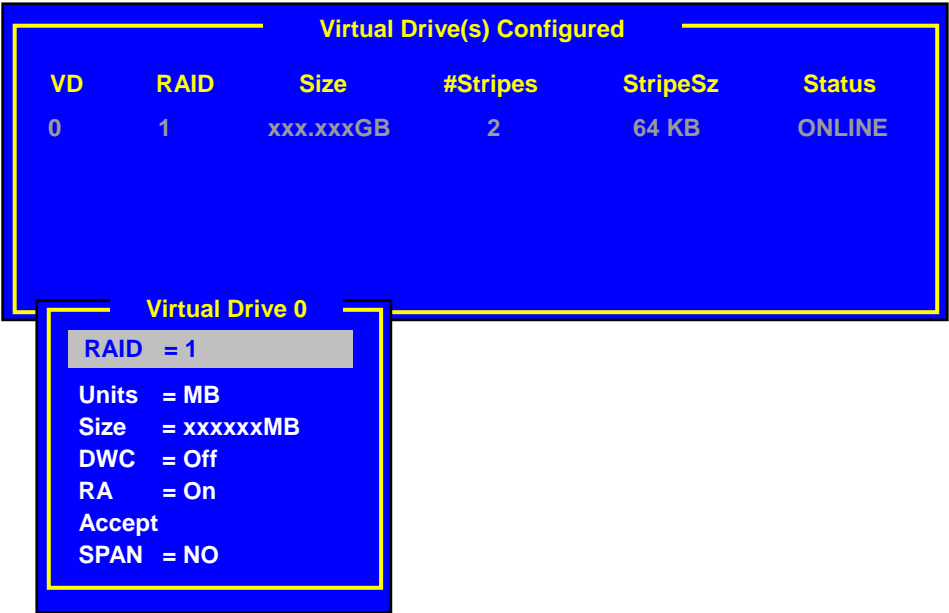 Virtual Drive(s) Configured
VD RAID Size #Stripes StripeSz Status
0 1 xxx.xxxGB 2 64 KB ONLINE
Virtual Drive 0
RAID = 1
Units = MB
Size = xxxxxxMB
DWC = Off
RA = On
Accept
SPAN = NO